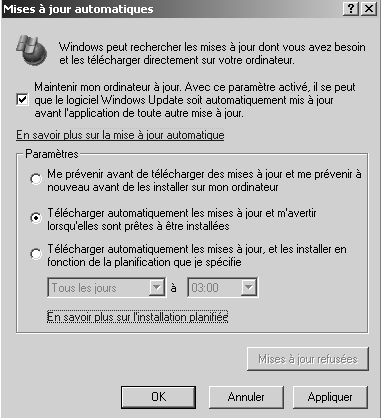 Mises à jour automatiques
Windows peut rechercher les mises à jour dont vous avez besoin
et les télécharger directement sur votre ordinateur.
Maintenir mon ordinateur à jour. Avec ce paramètre activé, il se peut
que le logiciel Windows Update soit automatiquement mis à jour
avant l'application de toute autre mise à jour.
En savoir plus sur la mise à jour automatique
Paramètres
Me prévenir avant de télécharger des mises à jour et me prévenir à
nouveau avant de les installer sur mon ordinateur
Télécharger automatiquement les mises à jour et m'avertir
lorsqu'elles sont prêtes à être installées
Télécharger automatiquement les mises à jour, et les installer en
fonction de la planification que je spécifie
Tous les jours à 03:00
En savoir plus sur l'installation planifiée
Mises à jour refusées
OK Annuler Appliquer